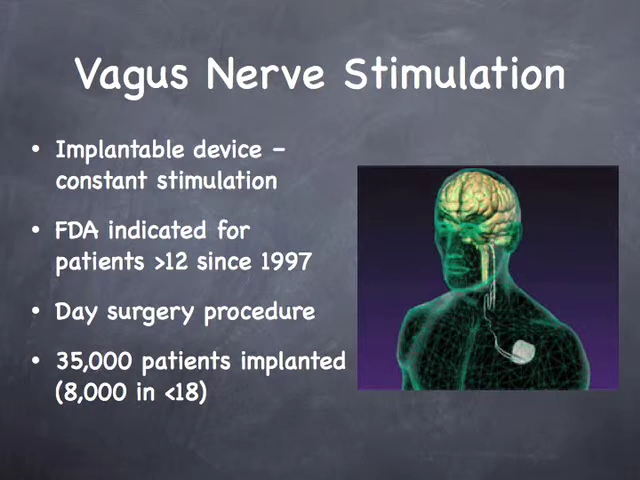 Vagus Nerve Stimulation
• Implantable device –
constant stimulation
• FDA indicated for
patients >12 since 1997
• Day surgery procedure
• 35,000 patients implanted
(8,000 in <18)